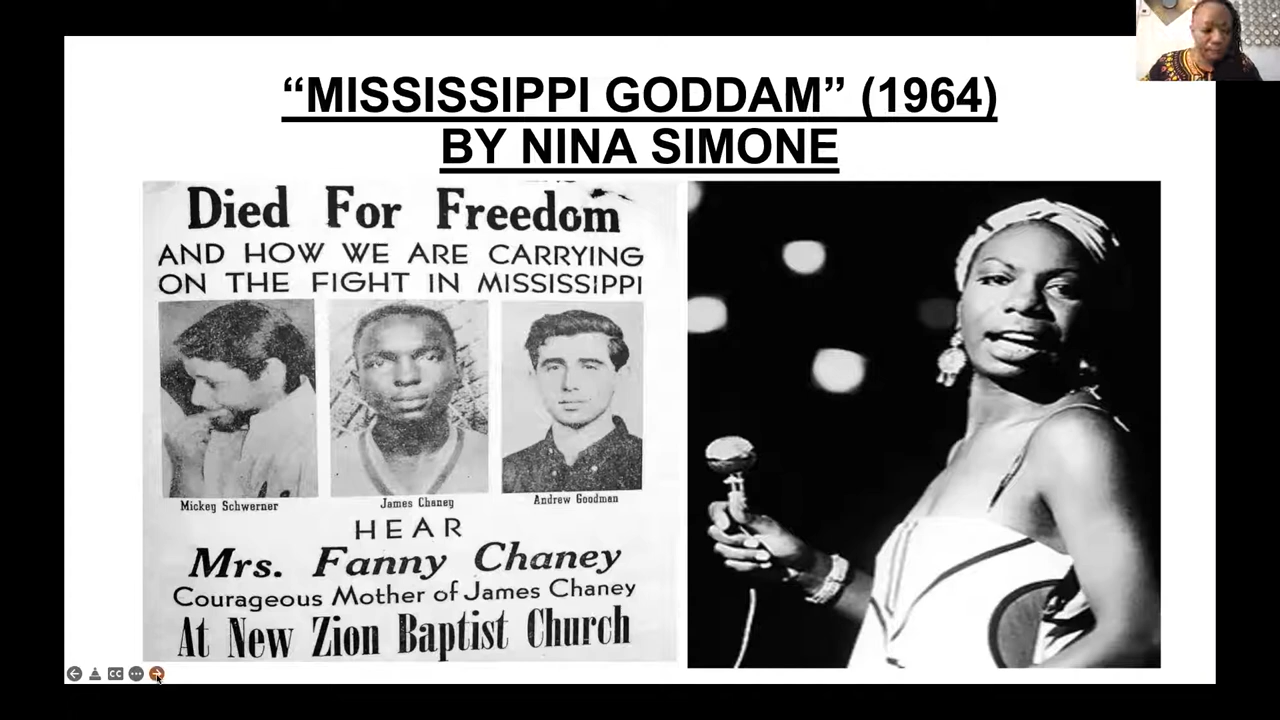 “MISSISSIPPI GODDAM” (1964)
BY NINA SIMONE
Died For Freedom
AND HOW WE ARE CARRYING
ON THE FIGHT IN MISSISSIPPI
Mickey Schwerner
James Chaney
Andrew Goodman
HEAR
Mrs. Fanny Chaney
Courageous Mother of James Chaney
At New Zion Baptist Church
CC